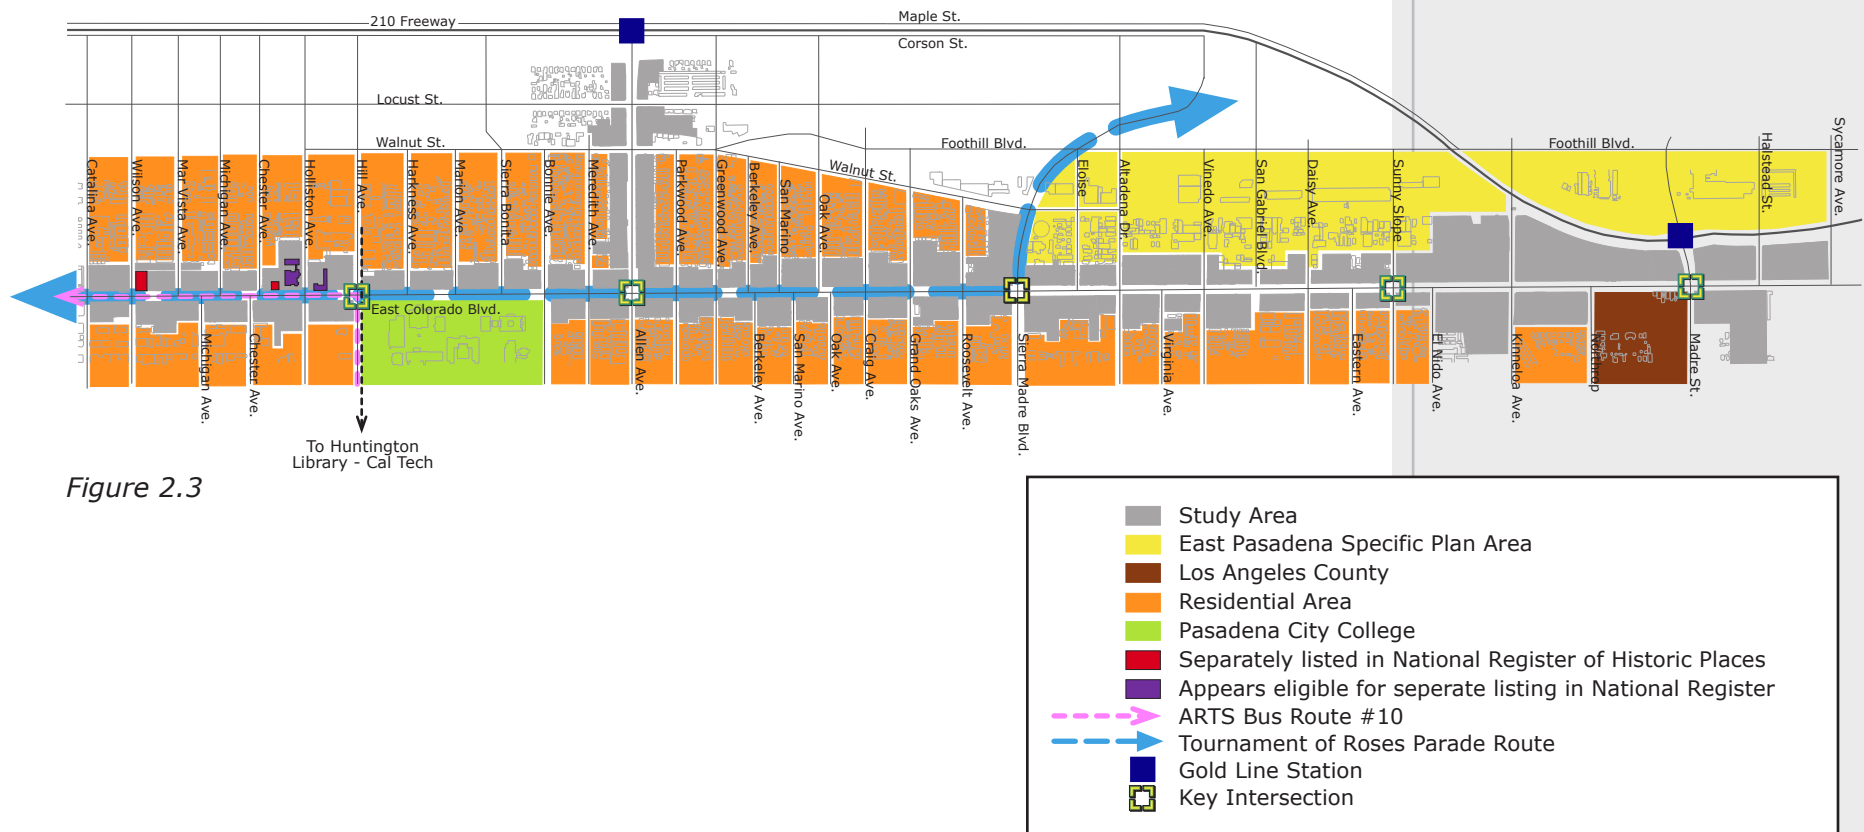 210 Freeway
Maple St.
Corson St.
Locust St.
Walnut St.
Foothill Blvd.
Foothill Blvd.
Walnut St.
Catalina Ave.
Wilson Ave.
Mar Vista Ave.
Michigan Ave.
Chester Ave.
Holliston Ave.
Hill Ave.
Harkness Ave.
Marion Ave.
Sierra Bonita
Bonnie Ave.
Meredith Ave.
Parkwood Ave.
Greenwood Ave.
Berkeley Ave.
San Marino
Oak Ave.
Eloise
Altadena Dr.
Vinedo Ave.
San Gabriel Blvd.
Daisy Ave.
Sunny Slope
Halstead St.
Sycamore Ave.
East Colorado Blvd.
Michigan Ave.
Chester Ave.
Allen Ave.
Berkeley Ave.
San Marino Ave.
Oak Ave.
Craig Ave.
Grand Oaks Ave.
Roosevelt Ave.
Sierra Madre Blvd.
Virginia Ave.
Eastern Ave.
El Nido Ave.
Kinneloa Ave.
Northrop
Madre St.
To Huntington
Library - Cal Tech
Figure 2.3
Study Area
East Pasadena Specific Plan Area
Los Angeles County
Residential Area
Pasadena City College
Separately listed in National Register of Historic Places
Appears eligible for seperate listing in National Register
ARTS Bus Route #10
Tournament of Roses Parade Route
Gold Line Station
Key Intersection